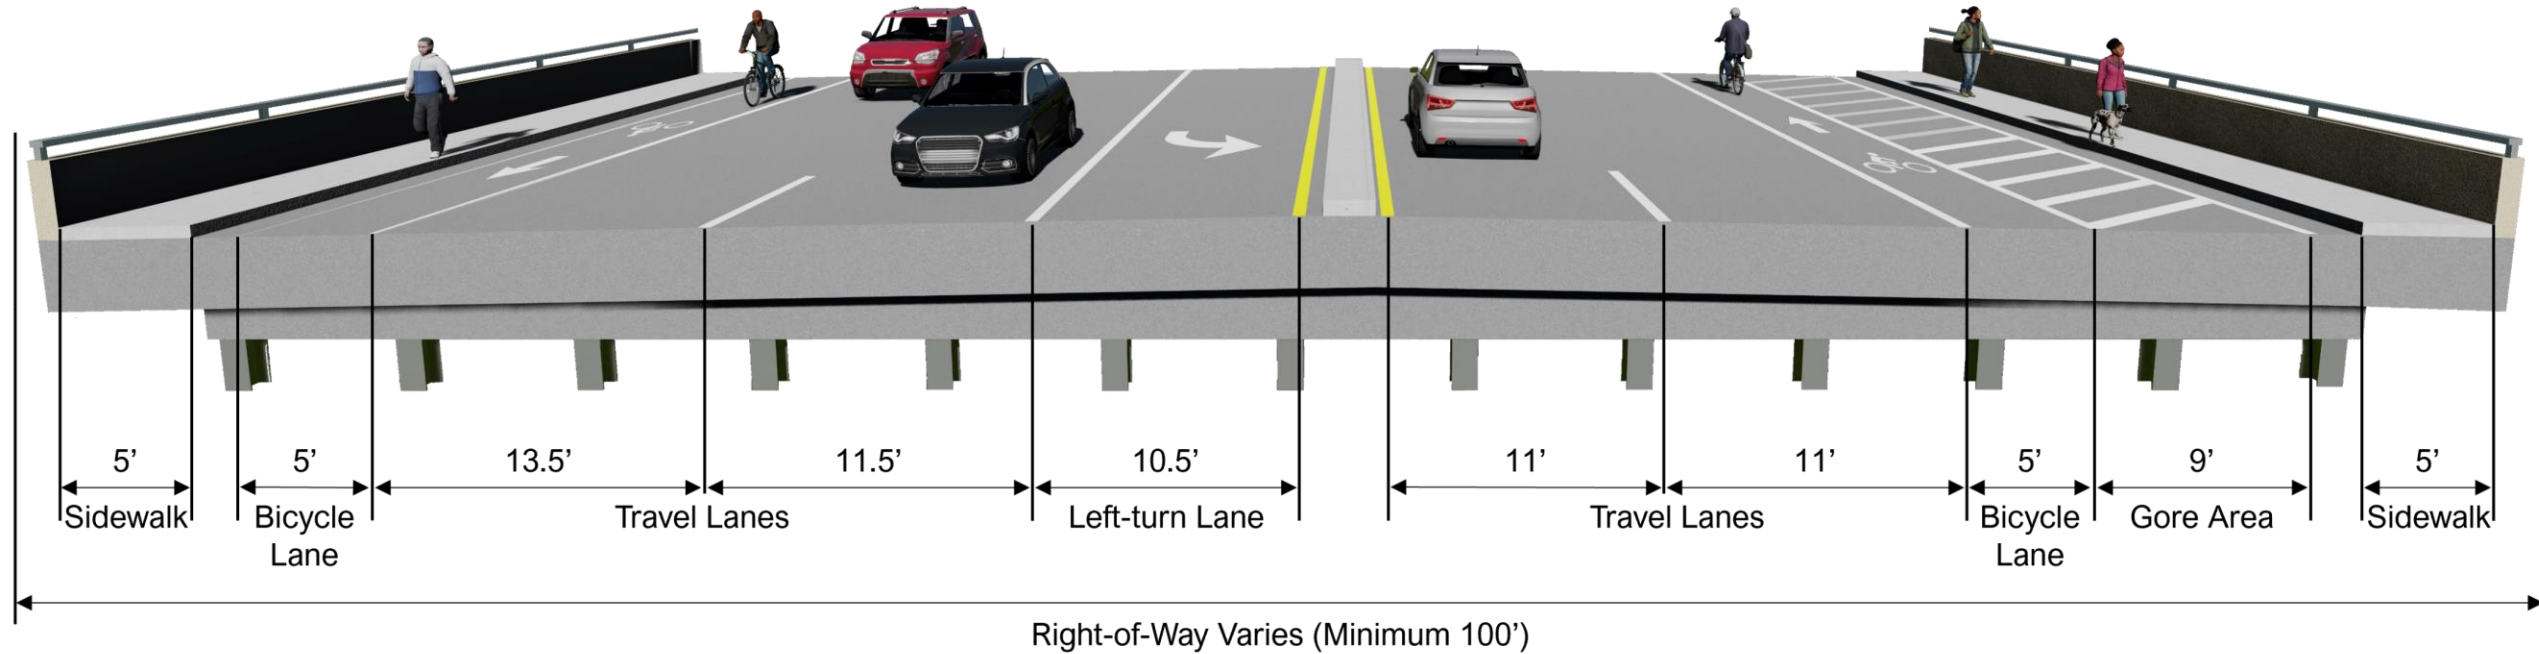 5’
5’
13.5’
11.5’
10.5’
11’
11’
5’
9’
5’
Sidewalk
Bicycle
Lane
Travel Lanes
Left-turn Lane
Travel Lanes
Bicycle
Lane
Gore Area
Sidewalk
Right-of-Way Varies (Minimum 100’)